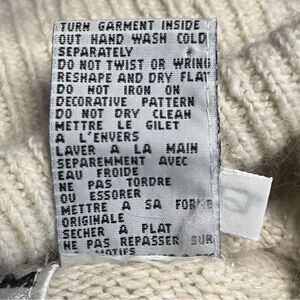 TURN GARMENT INSIDE
OUT HAND WASH COLD
SEPARATELY
DO NOT TWIST OR WRING
RESHAPE AND DRY FLAT
DO NOT IRON ON
DECORATIVE PATTERN
DO NOT DRY CLEAN
METTRE LE GILET
A L'ENVERS
LAVER A LA MAIN
SEPAREMMENT AVEC
EAU FROIDE
NE PAS TORDRE
OU ESSORER
METTRE A SA FORME
ORIGINALE
SECHER A PLAT
NE PAS REPASSER SUR
MOTIFS